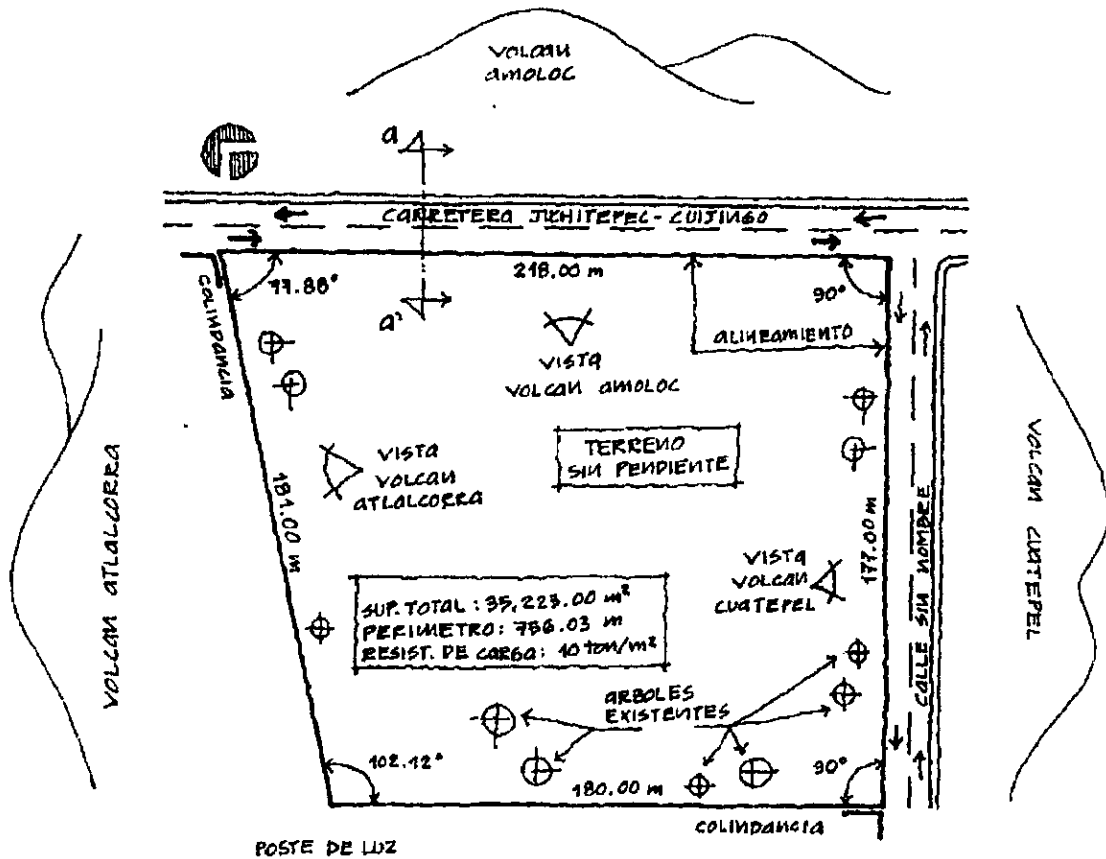 VOLCAN
AMOLOC
a
CARRETERA JUHITEPEC-CUIJINGO
218.00 m
77.88°
90°
COLINDANCIA
a'
ALINEAMIENTO
VISTA
VOLCAN AMOLOC
TERRENO
SIN PENDIENTE
VISTA
VOLCAN
ATLALCORRA
VOLCAN ATLALCORRA
181.00 m
177.00 m
CALLE SIN NOMBRE
VOLCAN CUATEPEL
VISTA
VOLCAN
CUATEPEL
SUP. TOTAL : 35,223.00 m²
PERIMETRO: 756.03 m
RESIST. DE CARGA: 10 ton/m²
ARBOLES
EXISTENTES
102.12°
180.00 m
90°
COLINDANCIA
POSTE DE LUZ